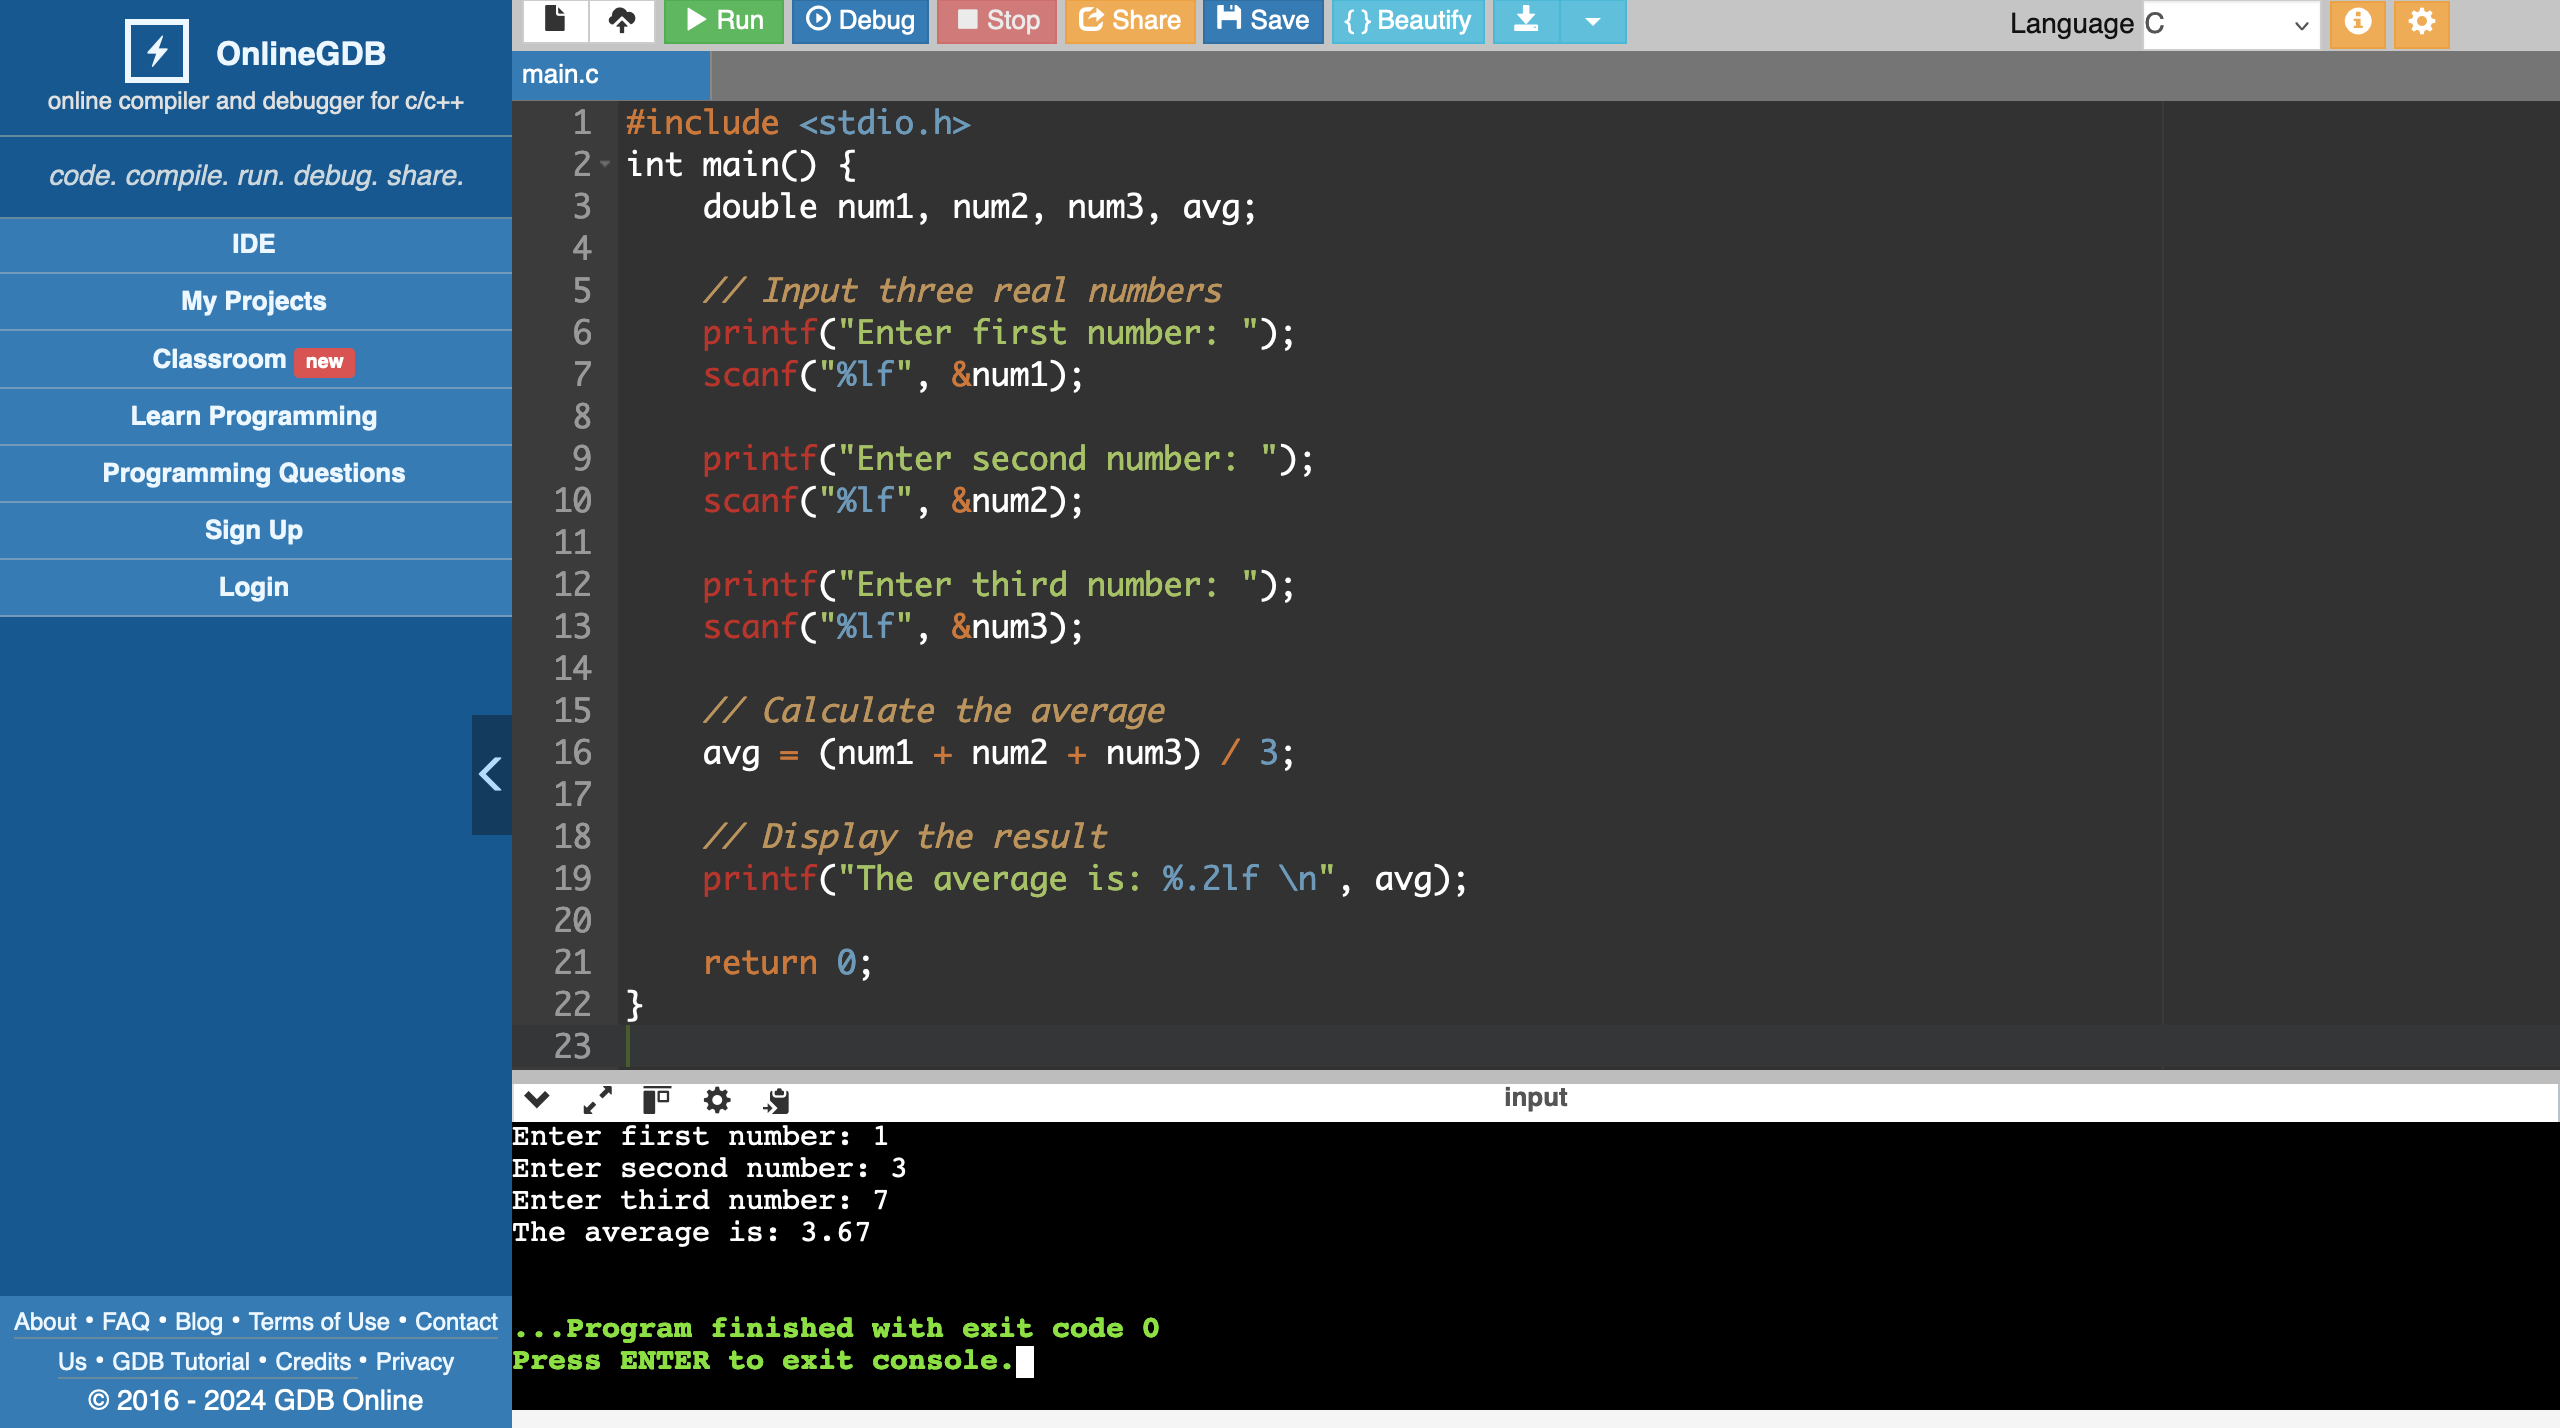 OnlineGDB
online compiler and debugger for c/c++
code. compile. run. debug. share.
IDE
My Projects
Classroom new
Learn Programming
Programming Questions
Sign Up
Login
About • FAQ • Blog • Terms of Use • Contact
Us • GDB Tutorial • Credits • Privacy
© 2016 - 2024 GDB Online
Run Debug Stop Share Save { } Beautify Language C
main.c
1 #include <stdio.h>
2 int main() {
3     double num1, num2, num3, avg;
4
5     // Input three real numbers
6     printf("Enter first number: ");
7     scanf("%lf", &num1);
8
9     printf("Enter second number: ");
10     scanf("%lf", &num2);
11
12     printf("Enter third number: ");
13     scanf("%lf", &num3);
14
15     // Calculate the average
16     avg = (num1 + num2 + num3) / 3;
17
18     // Display the result
19     printf("The average is: %.2lf \n", avg);
20
21     return 0;
22 }
23
input
Enter first number: 1
Enter second number: 3
Enter third number: 7
The average is: 3.67
...Program finished with exit code 0
Press ENTER to exit console.